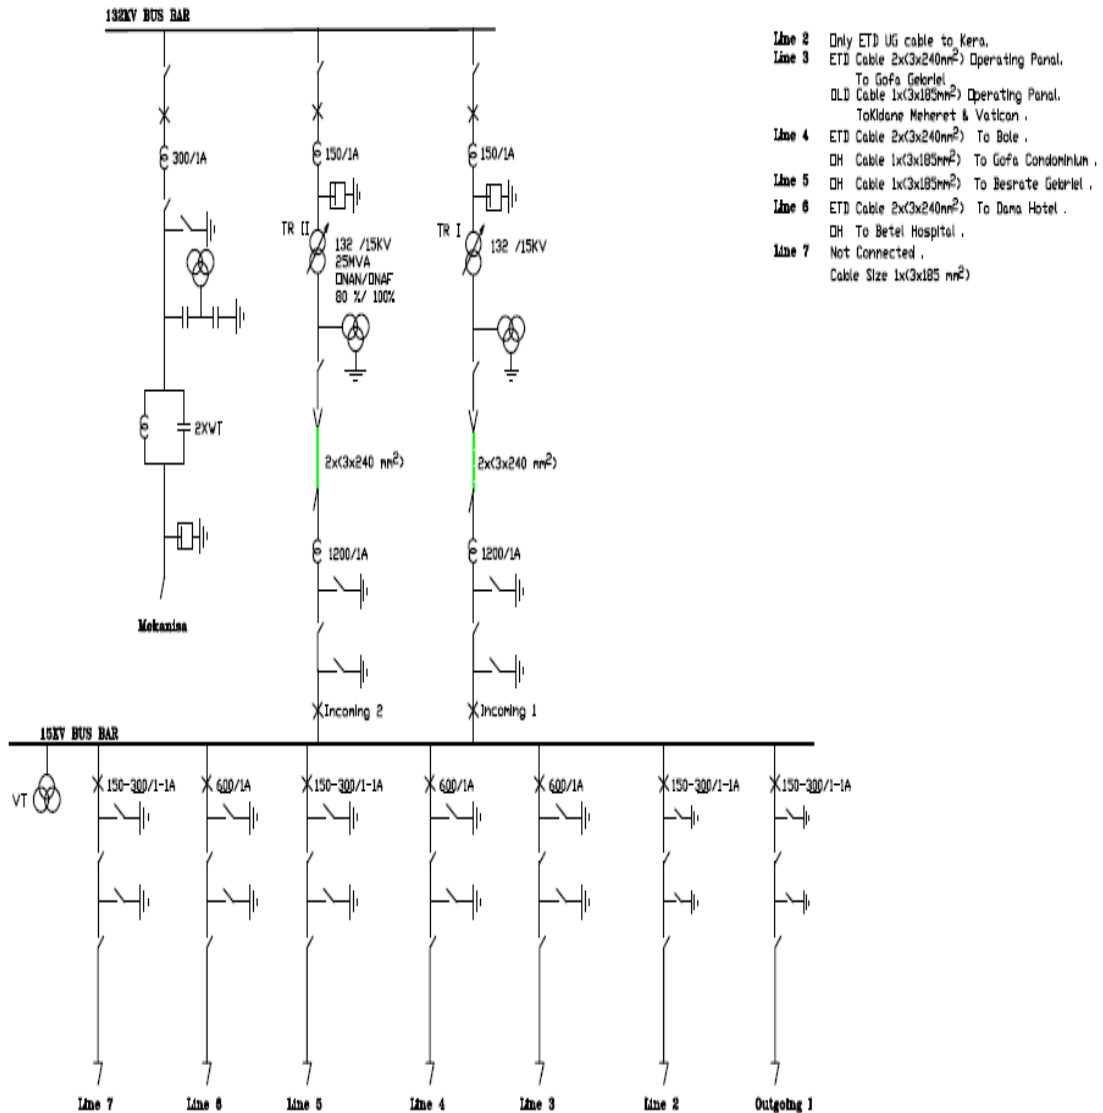 132KV BUS BAR
Line 2 Only ETD UG cable to Kera.
Line 3 ETD Cable 2x(3x240mm²) Operating Panal.
To Gofa Gebriel
OLD Cable 1x(3x185mm²) Operating Panal.
ToKidane Meheret & Vatican .
Line 4 ETD Cable 2x(3x240mm²) To Bole .
OH Cable 1x(3x185mm²) To Gofa Condominiun .
Line 5 OH Cable 1x(3x185mm²) To Besrate Gebriel .
Line 6 ETD Cable 2x(3x240mm²) To Dama Hotel .
OH To Betel Hospital .
Line 7 Not Connected .
Cable Size 1x(3x185 mm²)
300/1A
150/1A
150/1A
TR II
132 /15KV
25MVA
ONAN/ONAF
80 %/ 100%
TR I
132 /15KV
2XWT
2x(3x240 mm²)
2x(3x240 mm²)
1200/1A
1200/1A
Mekanisa
Incoming 2
Incoming 1
15KV BUS BAR
VT
150-300/1-1A
600/1A
150-300/1-1A
600/1A
600/1A
150-300/1-1A
150-300/1-1A
Line 7
Line 6
Line 5
Line 4
Line 3
Line 2
Outgoing 1